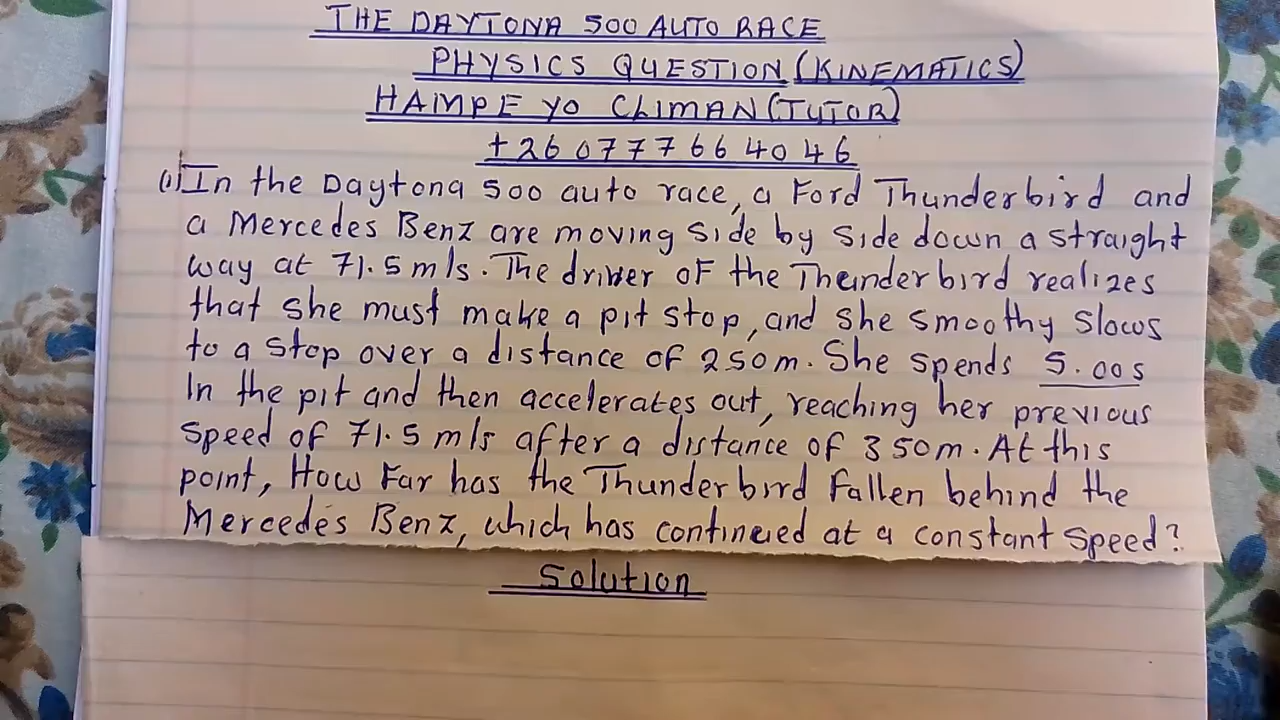 THE DAYTONA 500 AUTO RACE
PHYSICS QUESTION (KINEMATICS)
HAIMPE YO CLIMAN (TUTOR)
+260777664046
(1) In the Daytona 500 auto race, a Ford Thunderbird and
a Mercedes Benz are moving side by side down a straight
way at 71.5 m/s. The driver of the Thunderbird realizes
that she must make a pit stop, and she smoothy slows
to a stop over a distance of 250m. She spends 5.00s
In the pit and then accelerates out, reaching her previous
speed of 71.5 m/s after a distance of 350m. At this
point, How Far has the Thunderbird fallen behind the
Mercedes Benz, which has continued at a constant speed?
Solution